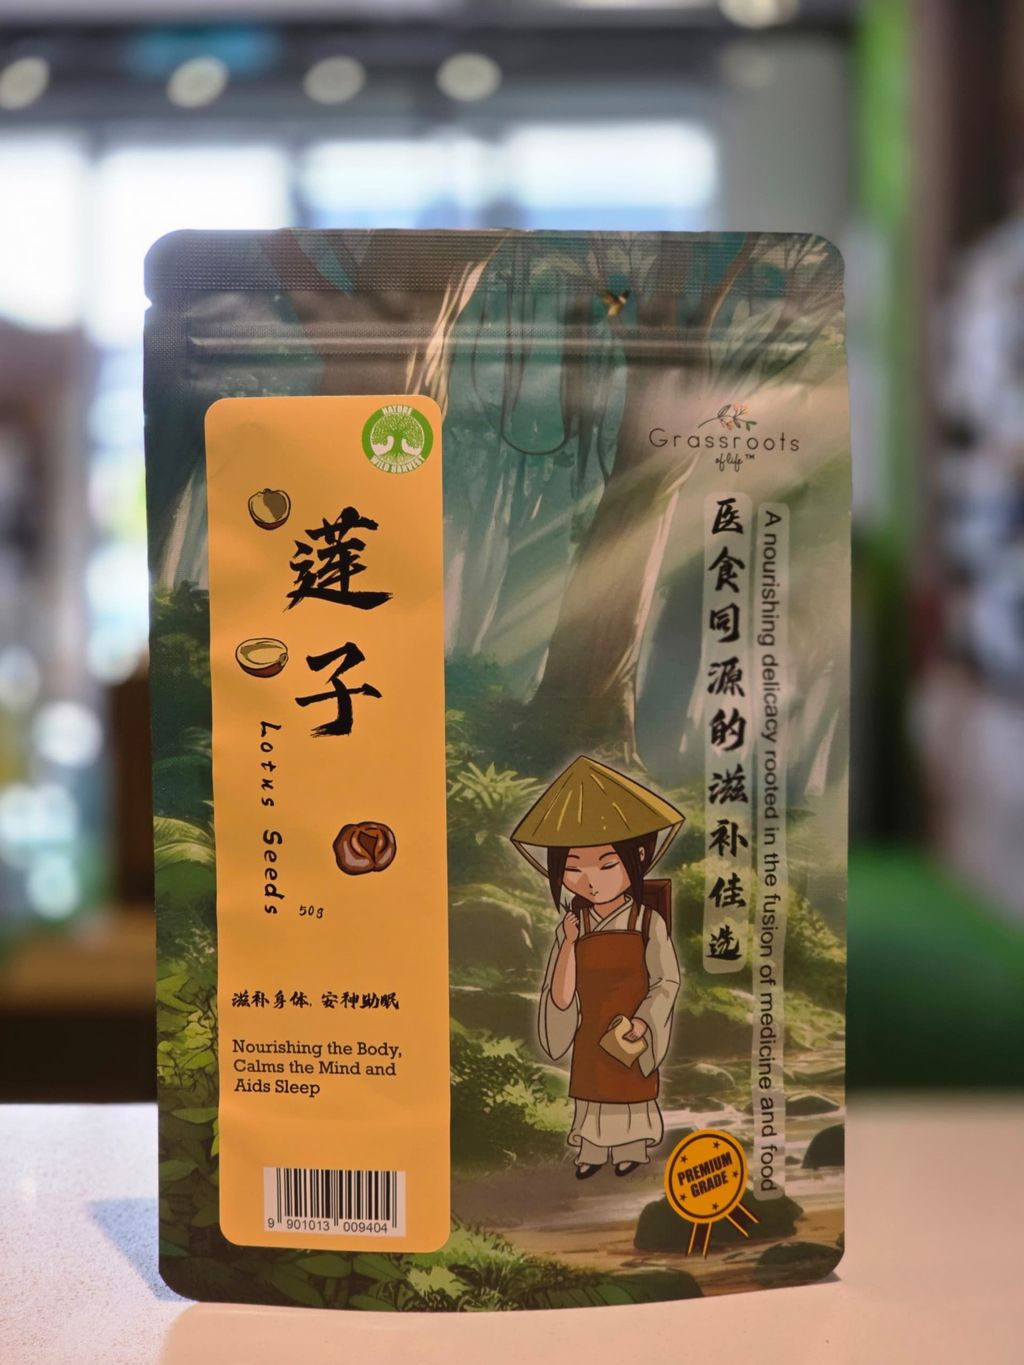 NATURE
WILD HARVEST
莲子
Lotus Seeds
50g
滋补身体,安神助眠
Nourishing the Body,
Calms the Mind and
Aids Sleep
9 901013 009404
Grassroots
of life™
医食同源的滋补佳选
A nourishing delicacy rooted in the fusion of medicine and food
PREMIUM
GRADE